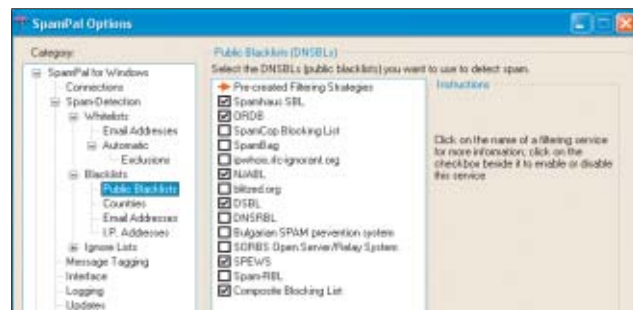 SpamPal Options
Category:
SpamPal for Windows
Connections
Spam-Detection
Whitelists
Email Addresses
Automatic
Exclusions
Blacklists
Public Blacklists
Countries
Email Addresses
I.P. Addresses
Ignore Lists
Message Tagging
Interface
Logging
Updates
Public Blacklists (DNSBLs)
Select the DNSBLs (public blacklists) you want to use to detect spam.
Pre-created Filtering Strategies
Spamhaus SBL
ORDB
SpamCop Blocking List
SpamBag
ipwhois.rfc-ignorant.org
NJABL
blitzed.org
DSBL
DNSRBL
Bulgarian SPAM prevention system
SORBS Open Server/Relay System
SPEWS
Spam-RBL
Composite Blocking List
Instructions
Click on the name of a filtering service
for more information; click on the
checkbox beside it to enable or disable
this service